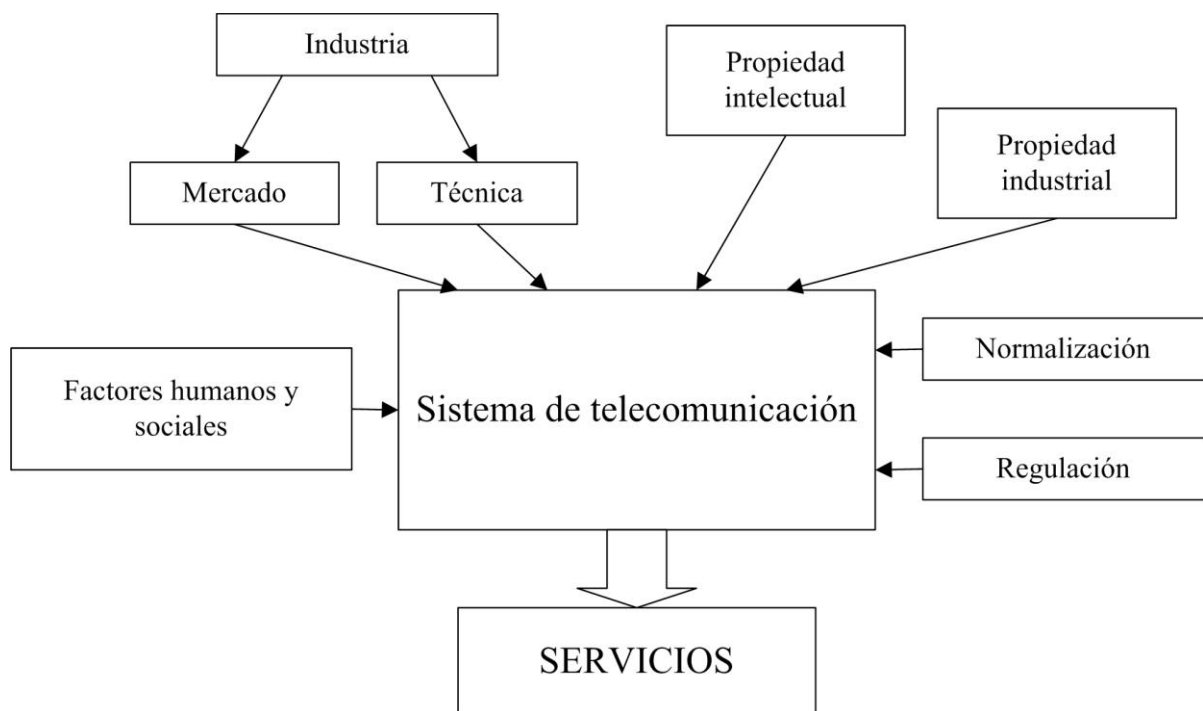 Industria
Propiedad
intelectual
Propiedad
industrial
Mercado
Técnica
Normalización
Factores humanos y
sociales
Sistema de telecomunicación
Regulación
SERVICIOS